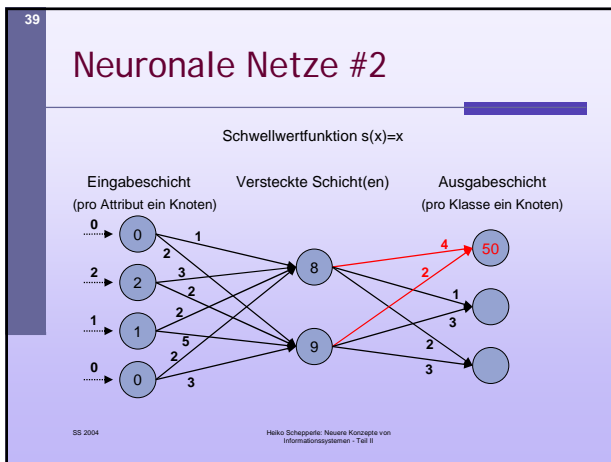 39
Neuronale Netze #2
Schwellwertfunktion s(x)=x
Eingabeschicht Versteckte Schicht(en) Ausgabeschicht
(pro Attribut ein Knoten) (pro Klasse ein Knoten)
0 0 1 4 50
2 8 2
2 2 3
2 1
1 1 2 3
5 9 2
0 0 2 3
3
SS 2004 Heiko Schepperle: Neuere Konzepte von
Informationssystemen - Teil II